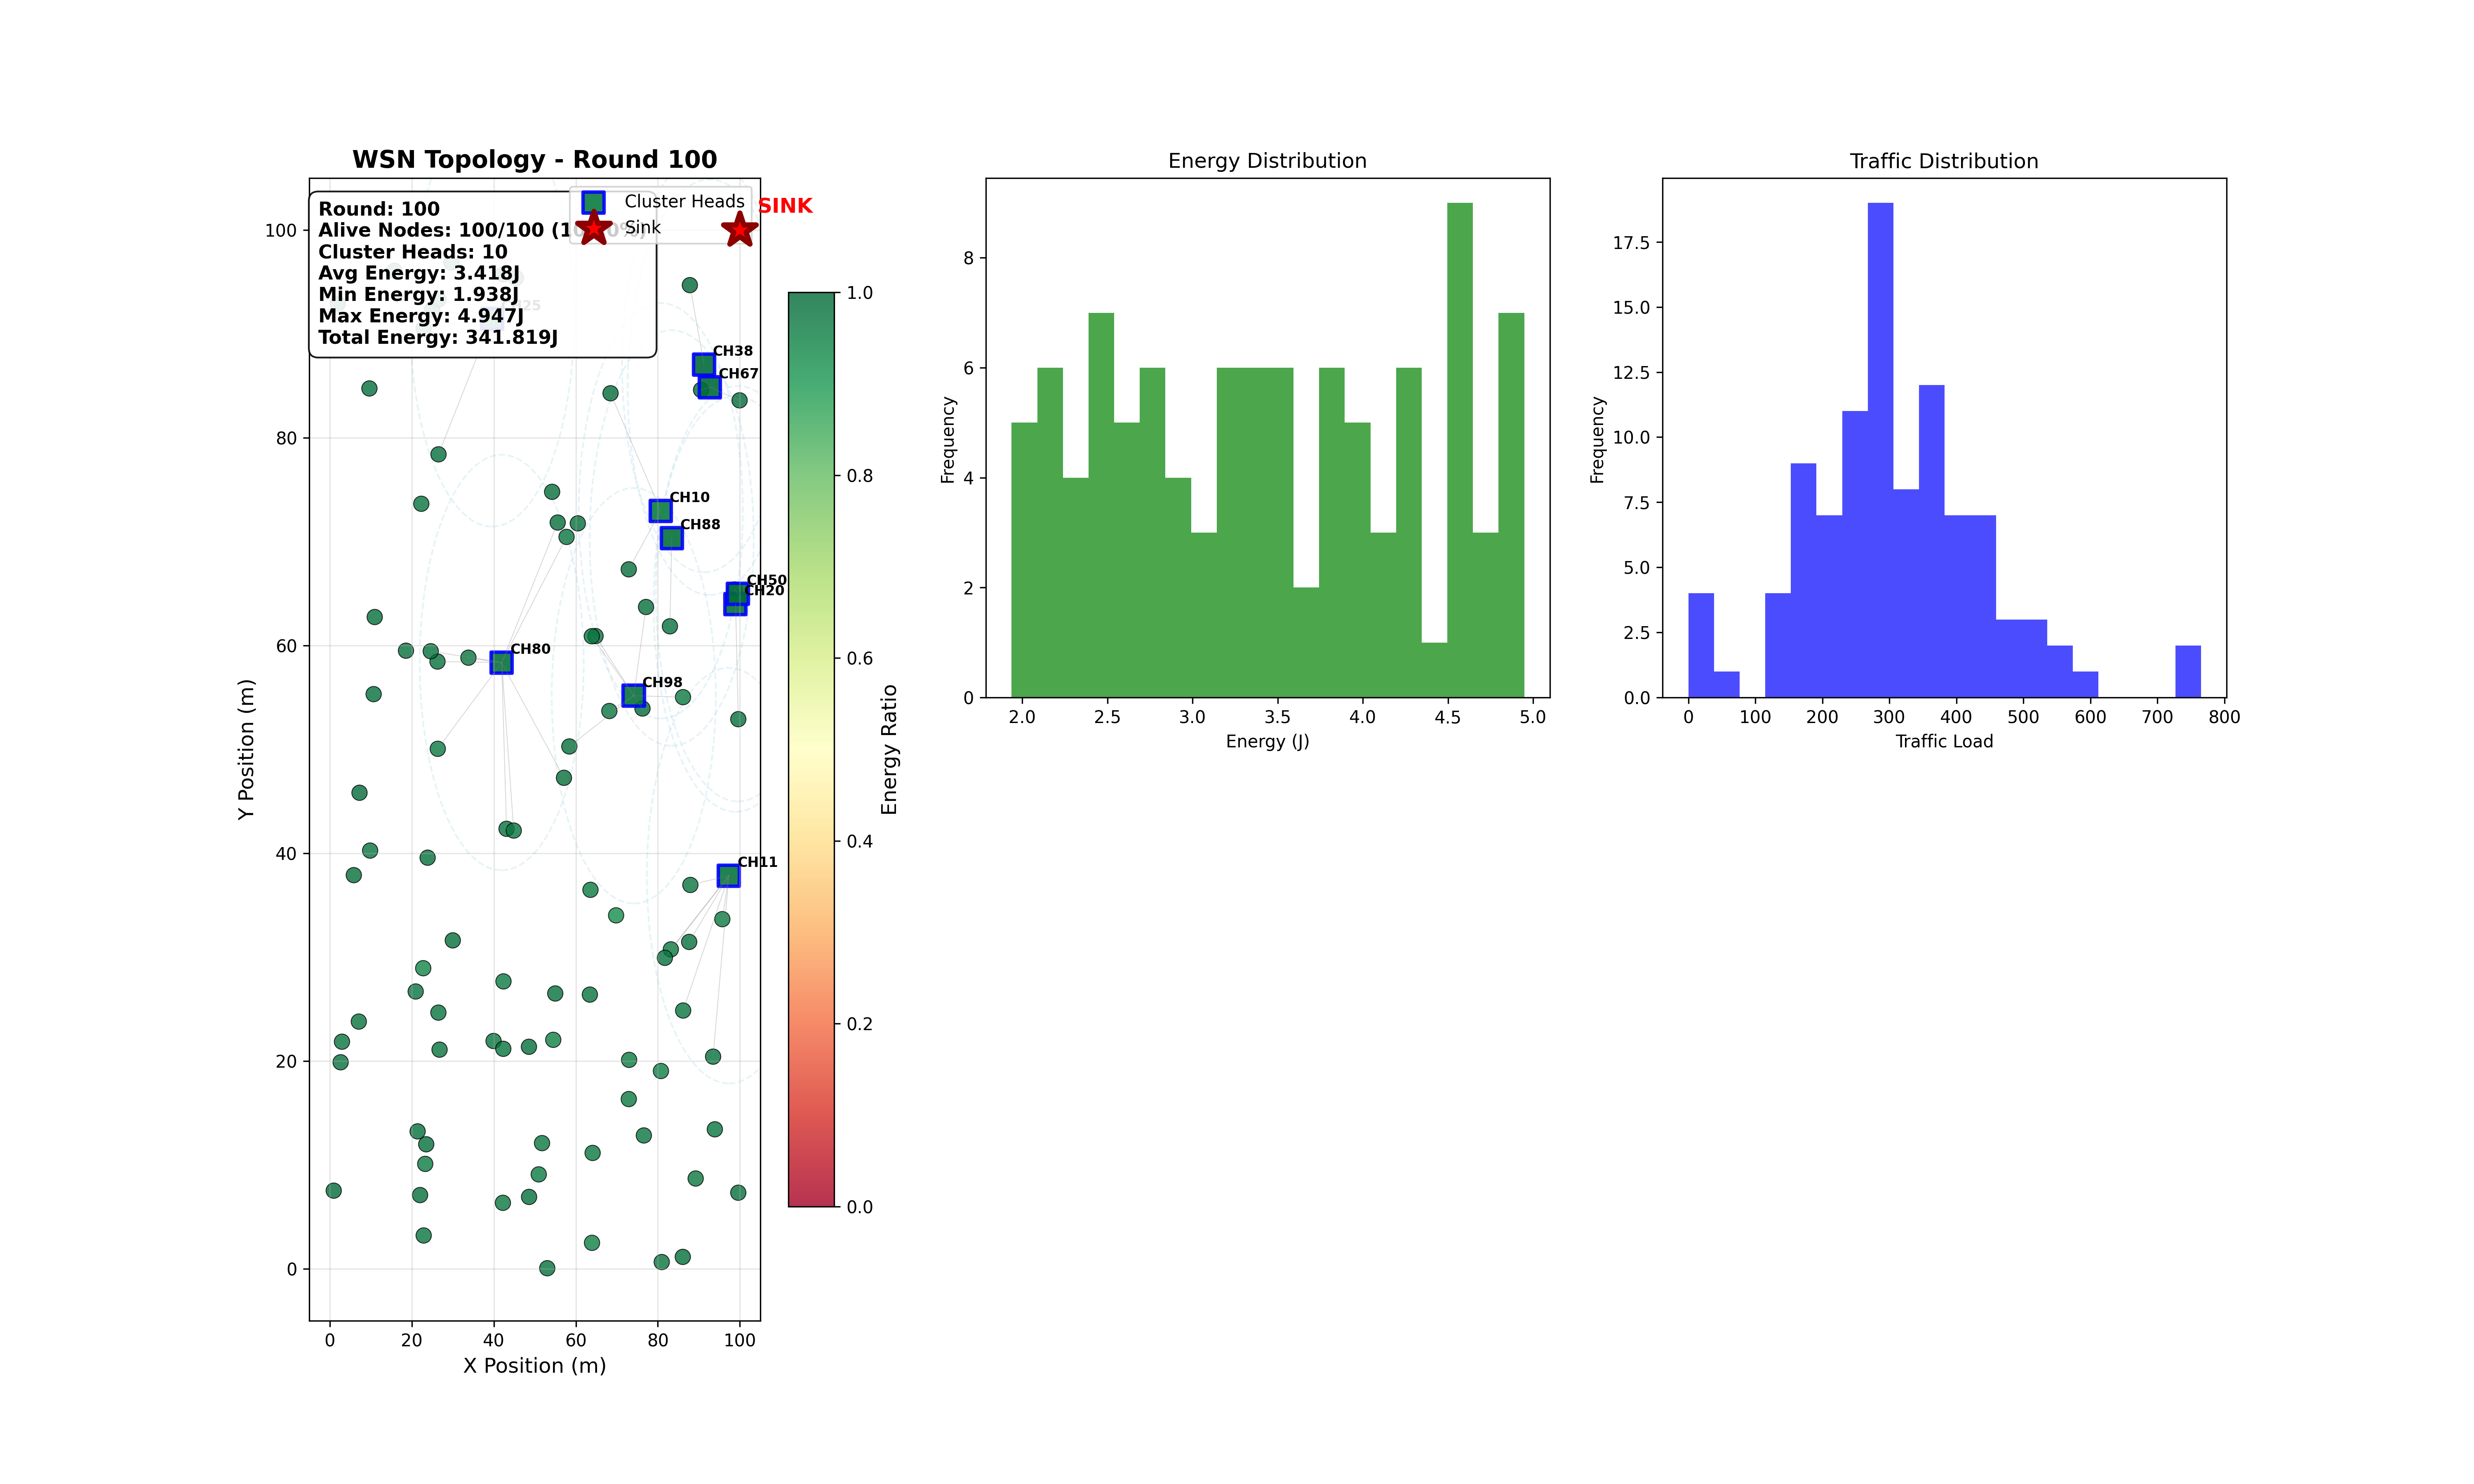 WSN Topology - Round 100
Round: 100
Alive Nodes: 100/100
Cluster Heads: 10
Avg Energy: 3.418J
Min Energy: 1.938J
Max Energy: 4.947J
Total Energy: 341.819J
Cluster Heads
Sink
SINK
CH38
CH67
CH10
CH88
CH50
CH20
CH80
CH98
CH11
100
80
60
40
20
0
Y Position (m)
0 20 40 60 80 100
X Position (m)
1.0
0.8
0.6
0.4
0.2
0.0
Energy Ratio
Energy Distribution
8
6
4
2
0
Frequency
2.0 2.5 3.0 3.5 4.0 4.5 5.0
Energy (J)
Traffic Distribution
17.5
15.0
12.5
10.0
7.5
5.0
2.5
0.0
Frequency
0 100 200 300 400 500 600 700 800
Traffic Load